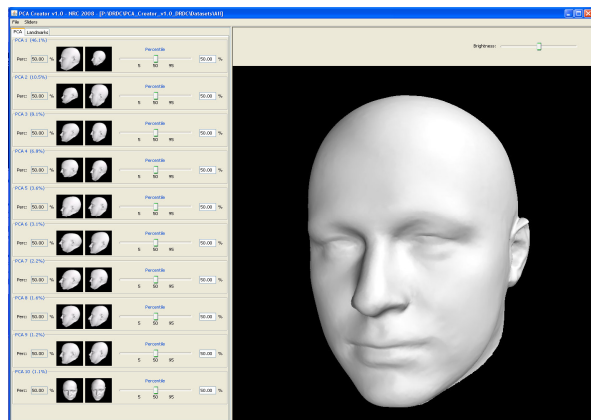 PCA Creator v1.0 - NRC 2008 - [P:\DRDC\PCA_Creator_v1.0_DRDC\Datasets\All]
File Sliders
PCA Landmarks
Brightness:
PCA 1 (46.1%)
Percentile
Perc: 50.00 % 50.00 %
5 50 95
PCA 2 (10.5%)
Percentile
Perc: 50.00 % 50.00 %
5 50 95
PCA 3 (8.1%)
Percentile
Perc: 50.00 % 50.00 %
5 50 95
PCA 4 (6.8%)
Percentile
Perc: 50.00 % 50.00 %
5 50 95
PCA 5 (3.6%)
Percentile
Perc: 50.00 % 50.00 %
5 50 95
PCA 6 (3.1%)
Percentile
Perc: 50.00 % 50.00 %
5 50 95
PCA 7 (2.2%)
Percentile
Perc: 50.00 % 50.00 %
5 50 95
PCA 8 (1.6%)
Percentile
Perc: 50.00 % 50.00 %
5 50 95
PCA 9 (1.2%)
Percentile
Perc: 50.00 % 50.00 %
5 50 95
PCA 10 (1.1%)
Percentile
Perc: 50.00 % 50.00 %
5 50 95